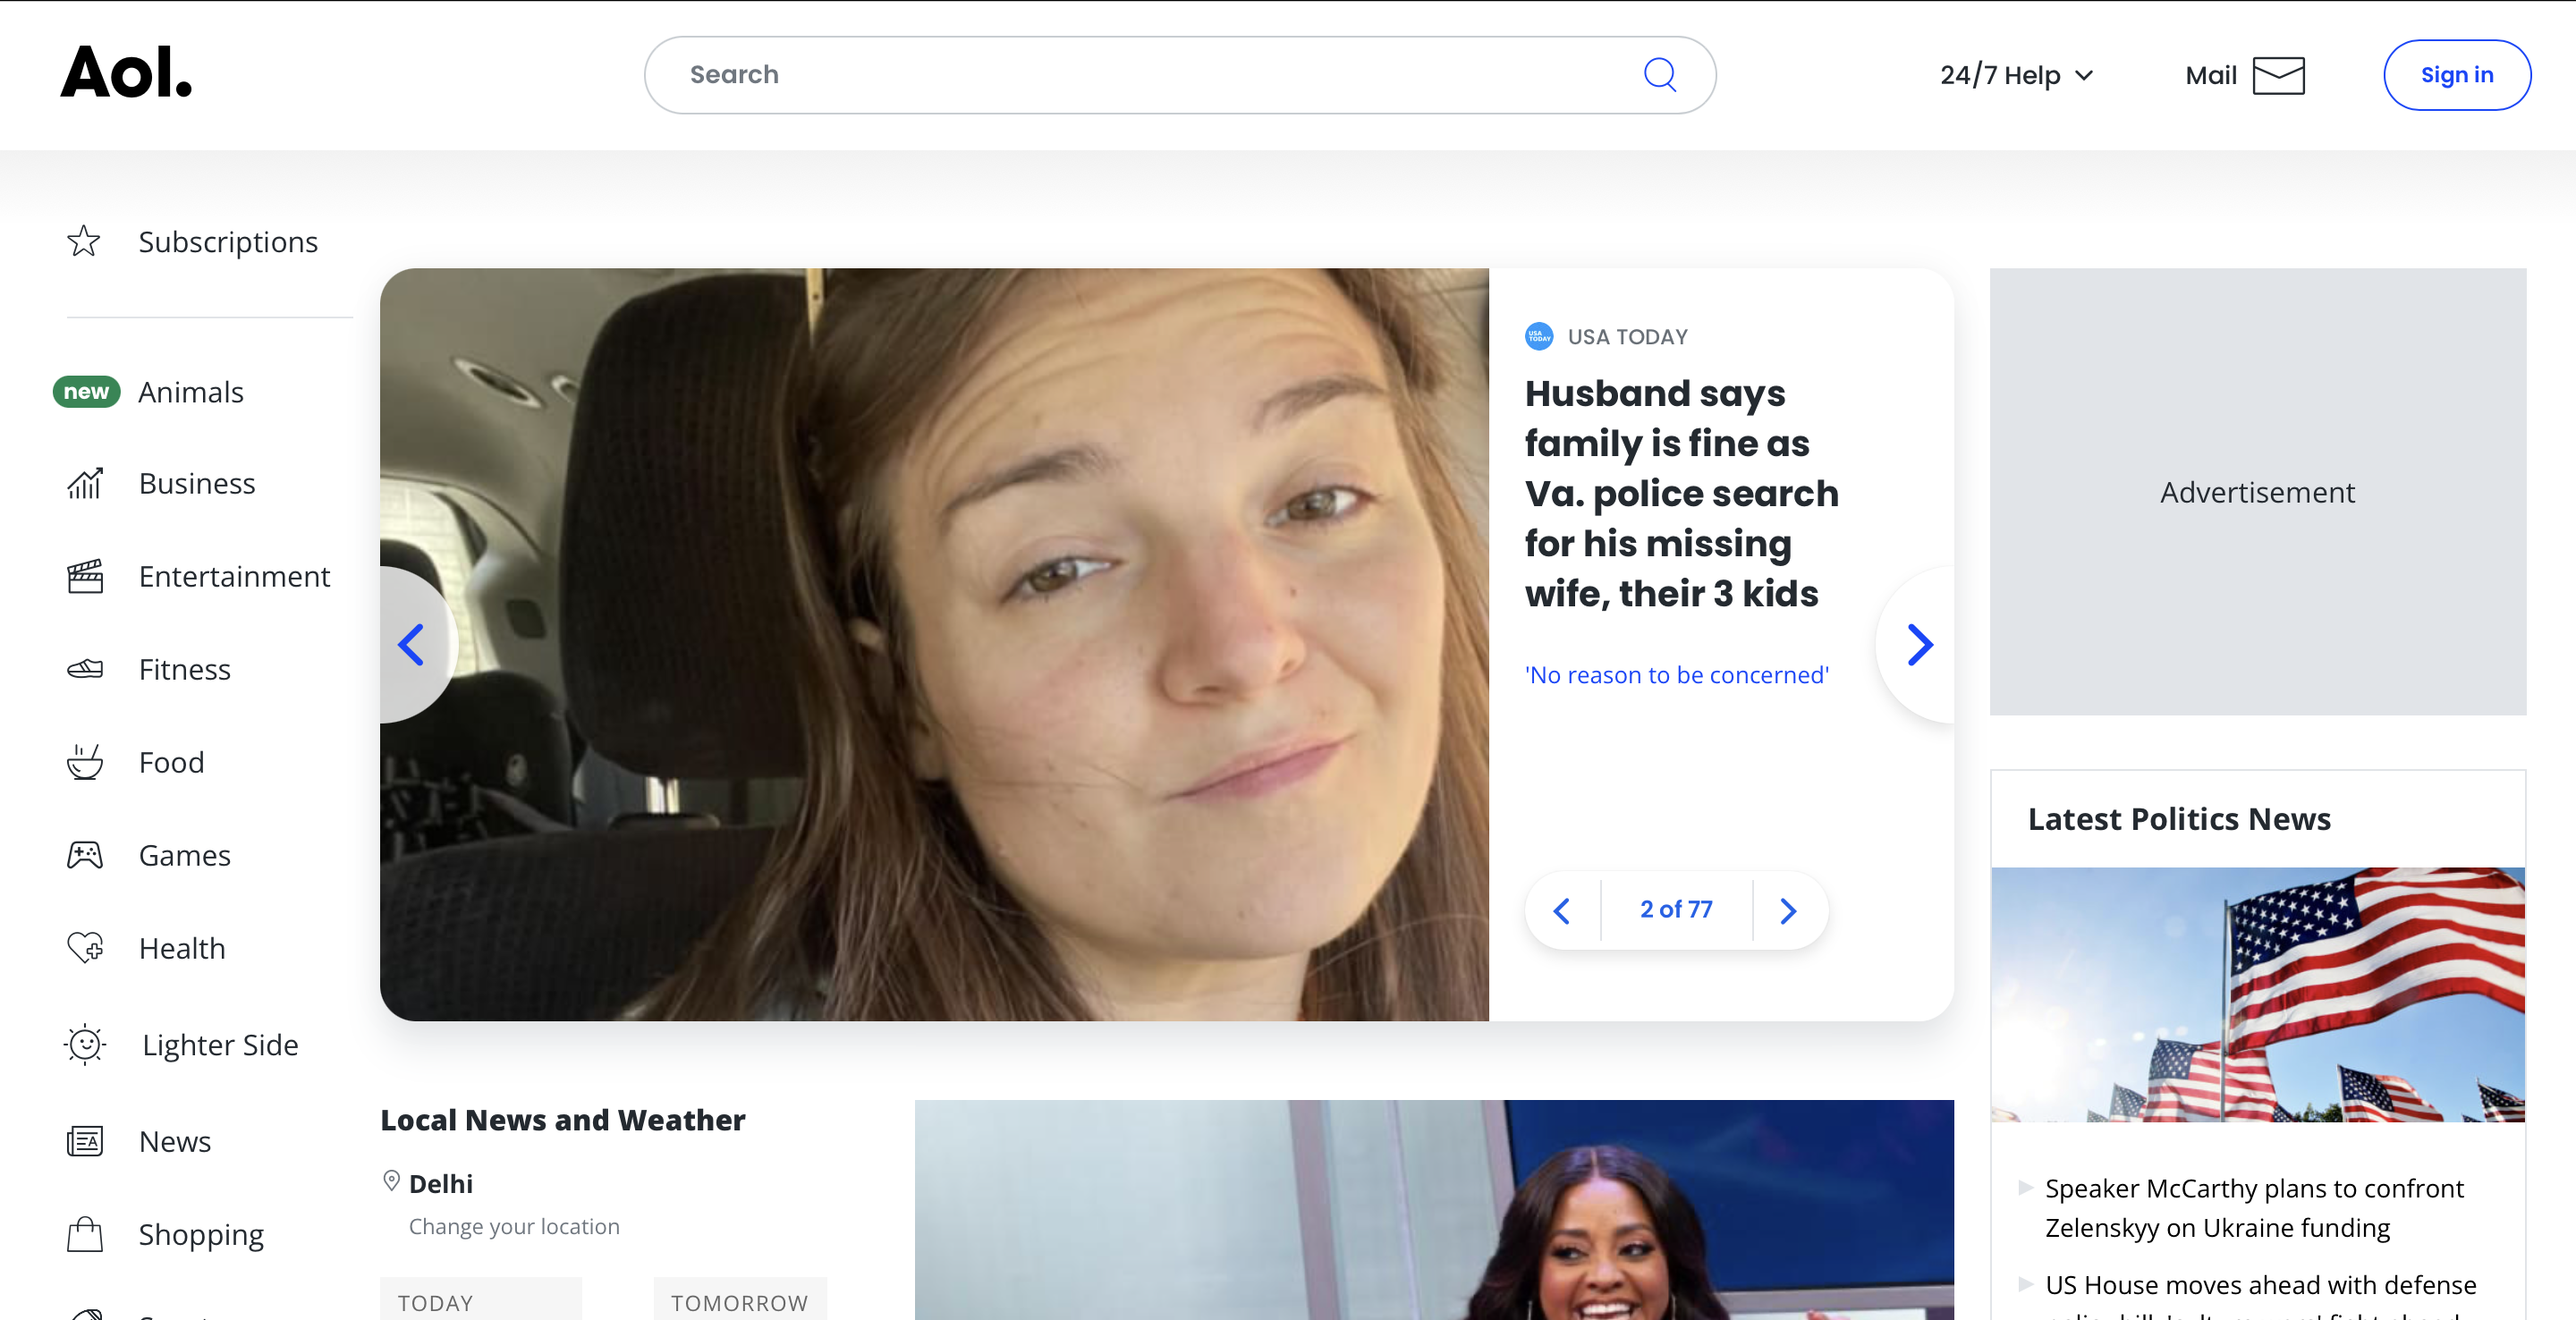 Aol.
Search
24/7 Help
Mail
Sign in
Subscriptions
new Animals
Business
Entertainment
Fitness
Food
Games
Health
Lighter Side
News
Shopping
USA TODAY
USA TODAY
Husband says
family is fine as
Va. police search
for his missing
wife, their 3 kids
'No reason to be concerned'
2 of 77
Local News and Weather
Delhi
Change your location
TODAY
TOMORROW
Advertisement
Latest Politics News
Speaker McCarthy plans to confront
Zelenskyy on Ukraine funding
US House moves ahead with defense